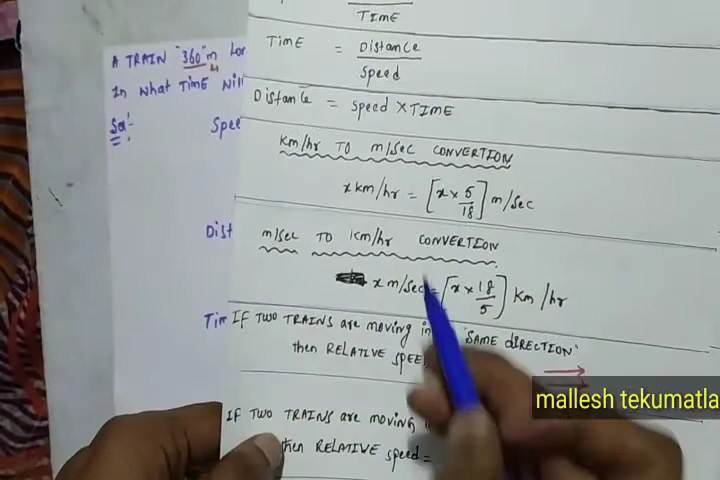 TIME
TIME = Distance
Speed
Distance = Speed X TIME
Km/hr TO m/sec CONVERTION
x km/hr = [x × 5/18] m/sec
m/sec TO Km/hr CONVERTION
x m/sec = [x × 18/5] Km/hr
IF TWO TRAINS are moving in "SAME DIRECTION"
then RELATIVE SPEE
IF TWO TRAINS are moving
then RELATIVE speed =
A TRAIN "360"m
In what TIME will
Sol:
Spee
Dist
Tim
mallesh tekumatla